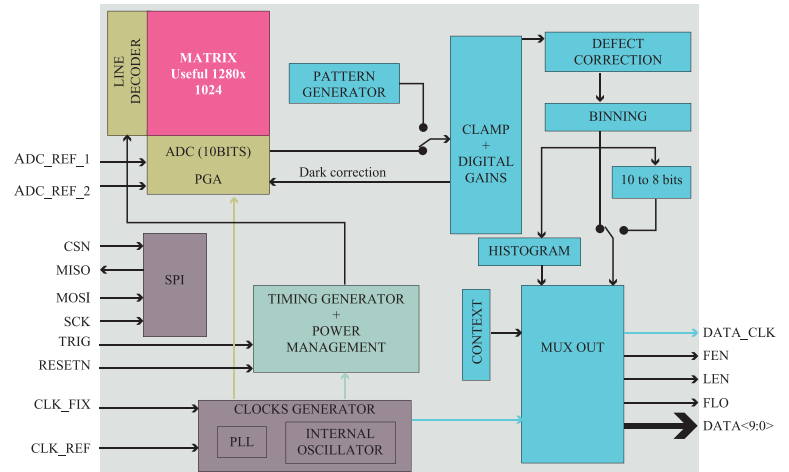 LINE
DECODER
MATRIX
Useful 1280x
1024
ADC (10BITS)
PGA
PATTERN
GENERATOR
CLAMP
+
DIGITAL
GAINS
DEFECT
CORRECTION
BINNING
10 to 8 bits
HISTOGRAM
Dark correction
ADC_REF_1
ADC_REF_2
CSN
MISO
MOSI
SCK
TRIG
RESETN
CLK_FIX
CLK_REF
SPI
TIMING GENERATOR
+
POWER
MANAGEMENT
CLOCKS GENERATOR
PLL
INTERNAL
OSCILLATOR
CONTEXT
MUX OUT
DATA_CLK
FEN
LEN
FLO
DATA<9:0>